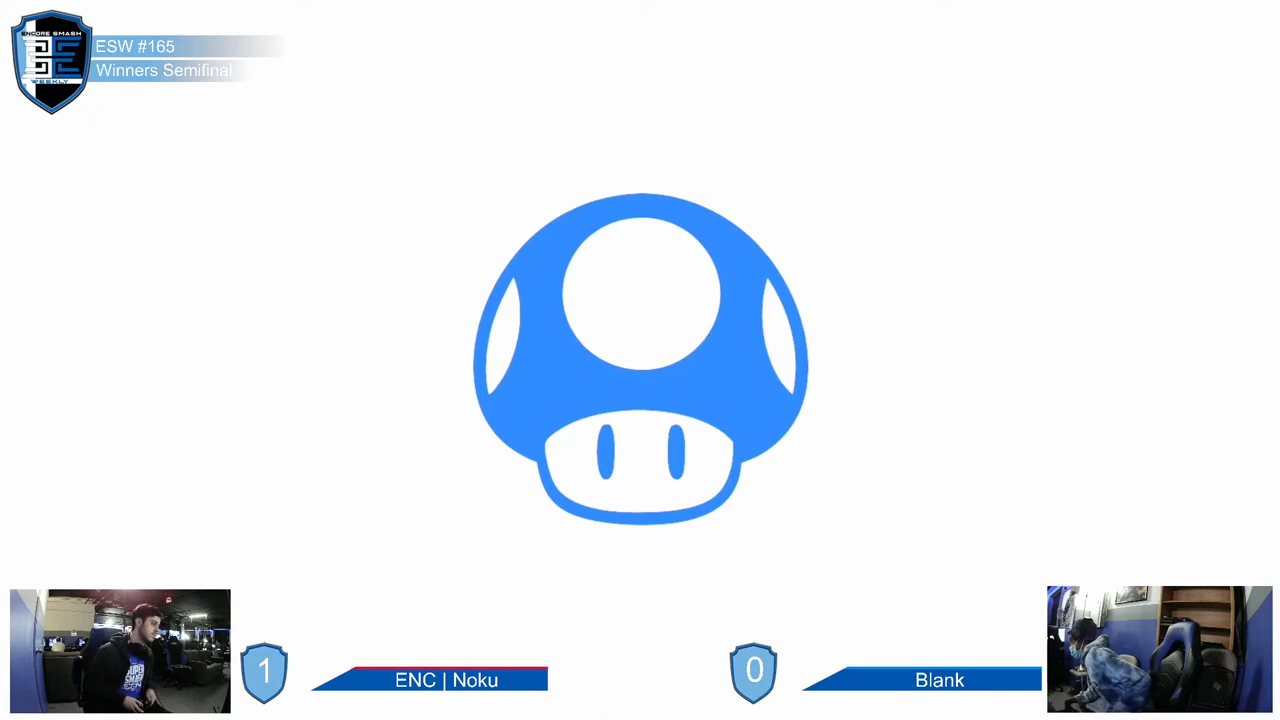 ENCORE SMASH
WEEKLY
ESW #165
Winners Semifinal
1
ENC | Noku
0
Blank